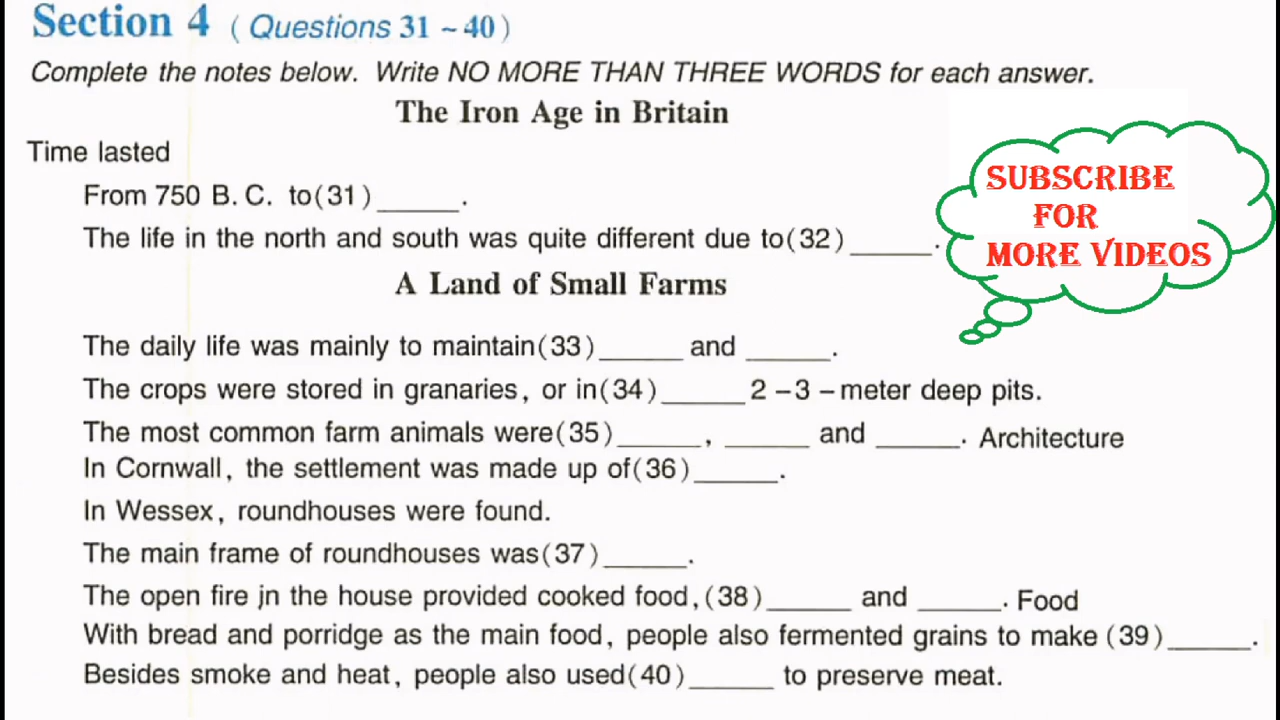 Section 4 ( Questions 31 ~ 40 )
Complete the notes below. Write NO MORE THAN THREE WORDS for each answer.
The Iron Age in Britain
Time lasted
From 750 B. C. to(31)______.
The life in the north and south was quite different due to(32)______.
SUBSCRIBE
FOR
MORE VIDEOS
A Land of Small Farms
The daily life was mainly to maintain(33)______ and ______.
The crops were stored in granaries, or in(34)______ 2 – 3 – meter deep pits.
The most common farm animals were(35)______, ______ and ______. Architecture
In Cornwall, the settlement was made up of(36)______.
In Wessex, roundhouses were found.
The main frame of roundhouses was(37)______.
The open fire jn the house provided cooked food,(38)______ and ______. Food
With bread and porridge as the main food, people also fermented grains to make (39)______.
Besides smoke and heat, people also used(40)______ to preserve meat.